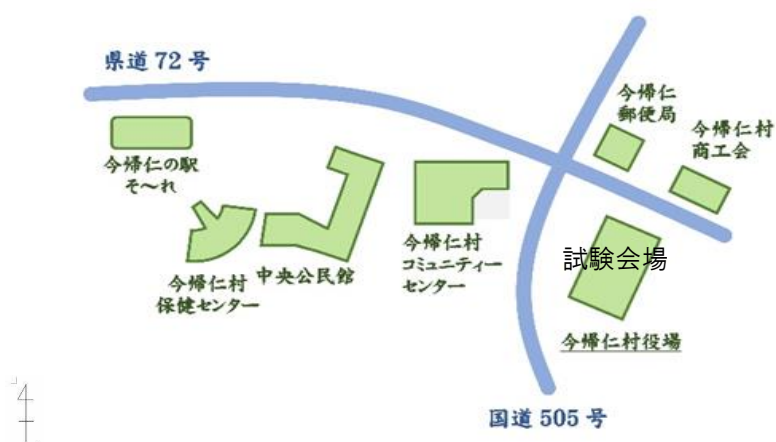 県道 72 号
今帰仁
郵便局
今帰仁村
商工会
今帰仁の駅
そ〜れ
今帰仁村
保健センター
中央公民館
今帰仁村
コミュニティー
センター
試験会場
今帰仁村役場
国道 505 号